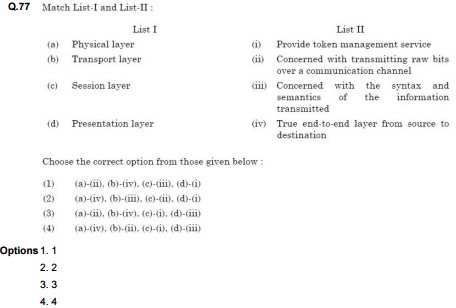 Q.77 Match List-I and List-II :
List I List II
(a) Physical layer (i) Provide token management service
(b) Transport layer (ii) Concerned with transmitting raw bits
over a communication channel
(c) Session layer (iii) Concerned with the syntax and
semantics of the information
transmitted
(d) Presentation layer (iv) True end-to-end layer from source to
destination
Choose the correct option from those given below :
(1) (a)-(ii), (b)-(iv), (c)-(iii), (d)-(i)
(2) (a)-(iv), (b)-(iii), (c)-(ii), (d)-(i)
(3) (a)-(ii), (b)-(iv), (c)-(i), (d)-(iii)
(4) (a)-(iv), (b)-(ii), (c)-(i), (d)-(iii)
Options 1. 1
2. 2
3. 3
4. 4